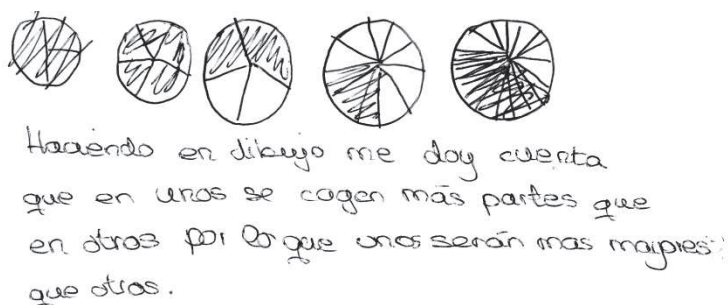 Haciendo en dibujo me doy cuenta
que en unos se cogen más partes que
en otros por lo que unos serán mas mayores
que otros.